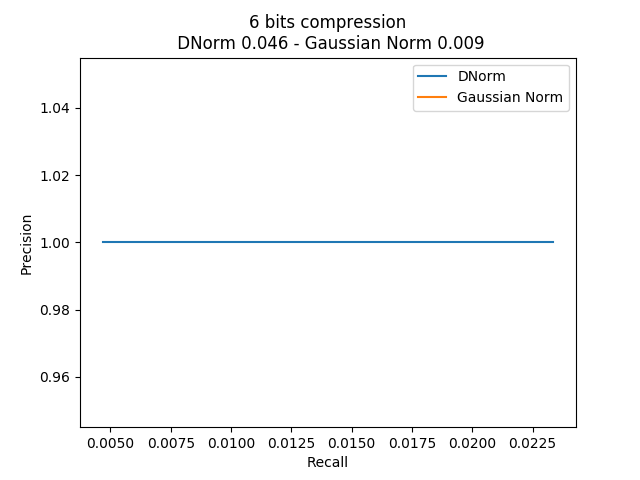 6 bits compression
DNorm 0.046 - Gaussian Norm 0.009
DNorm
Gaussian Norm
1.04
1.02
1.00
0.98
0.96
Precision
0.0050 0.0075 0.0100 0.0125 0.0150 0.0175 0.0200 0.0225
Recall